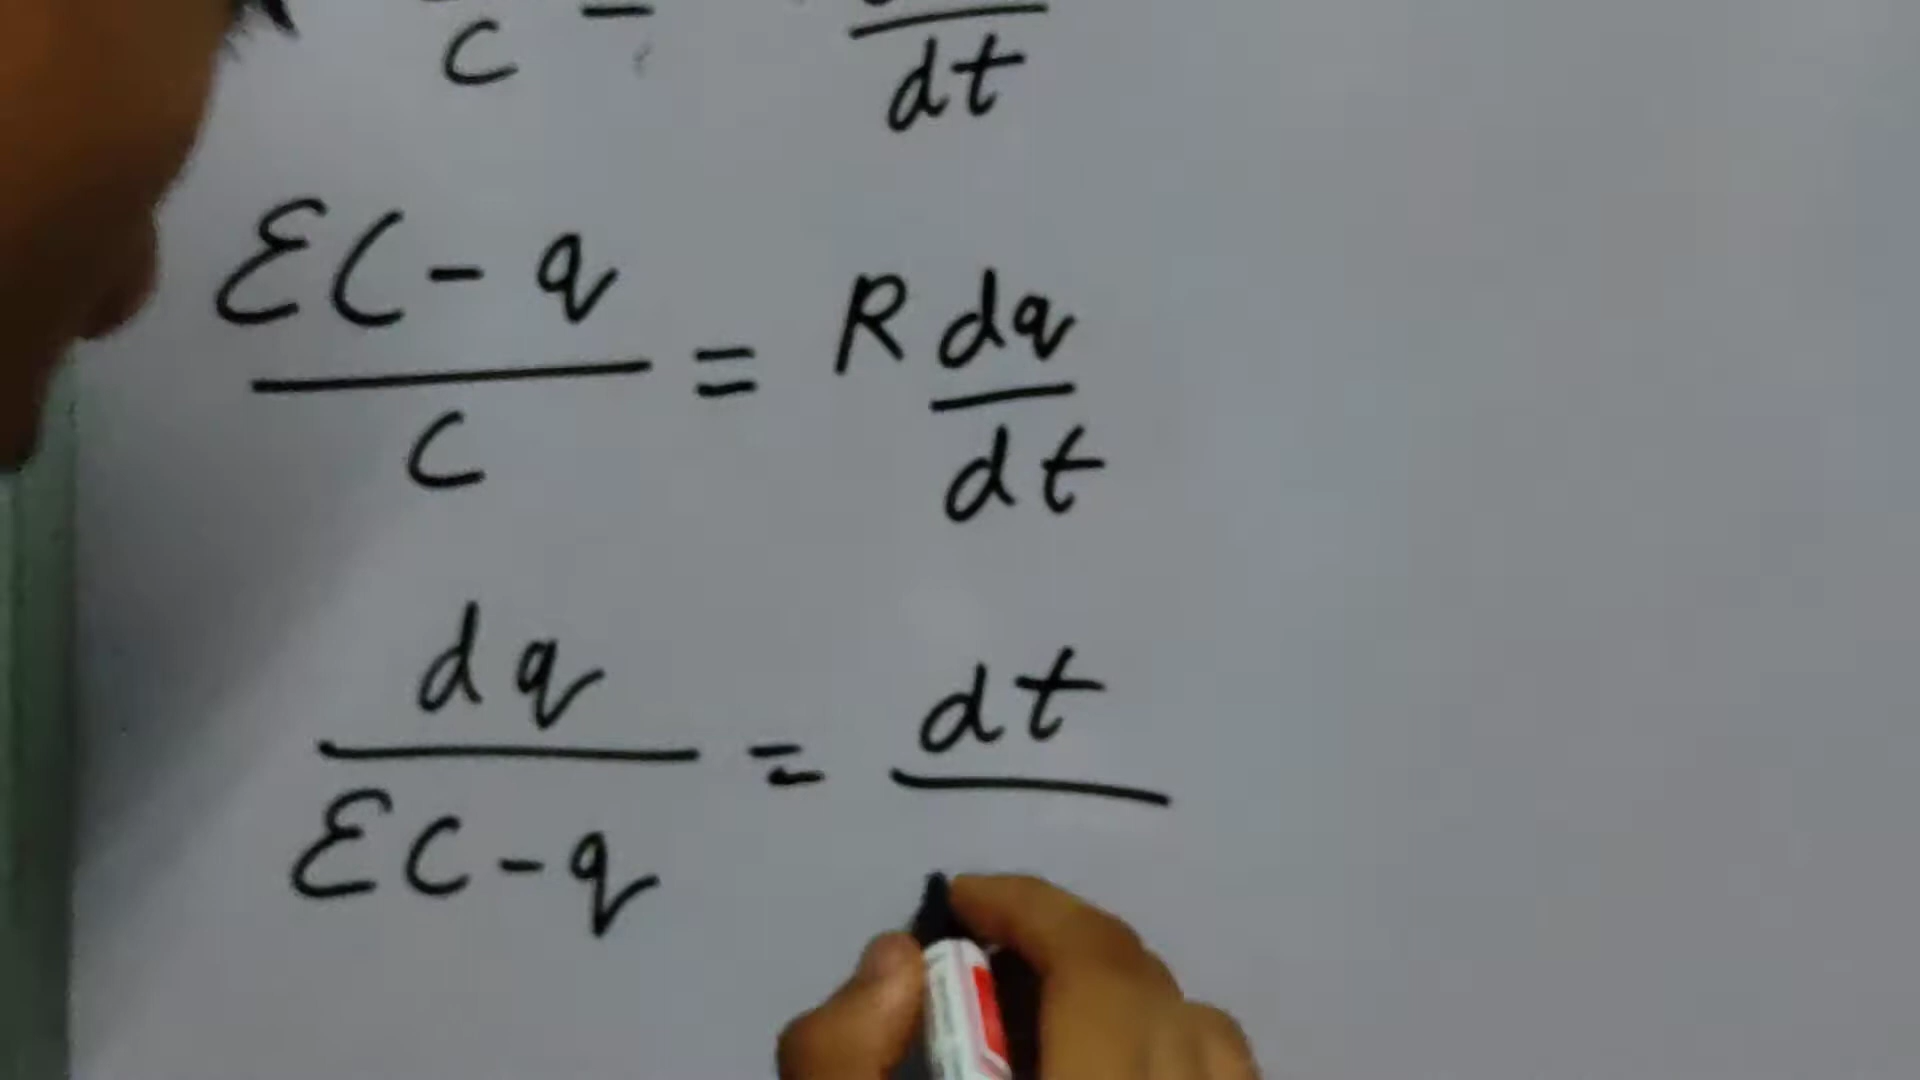 C
dt
εC - q
C
= R dq
dt
dq
εC - q
= dt